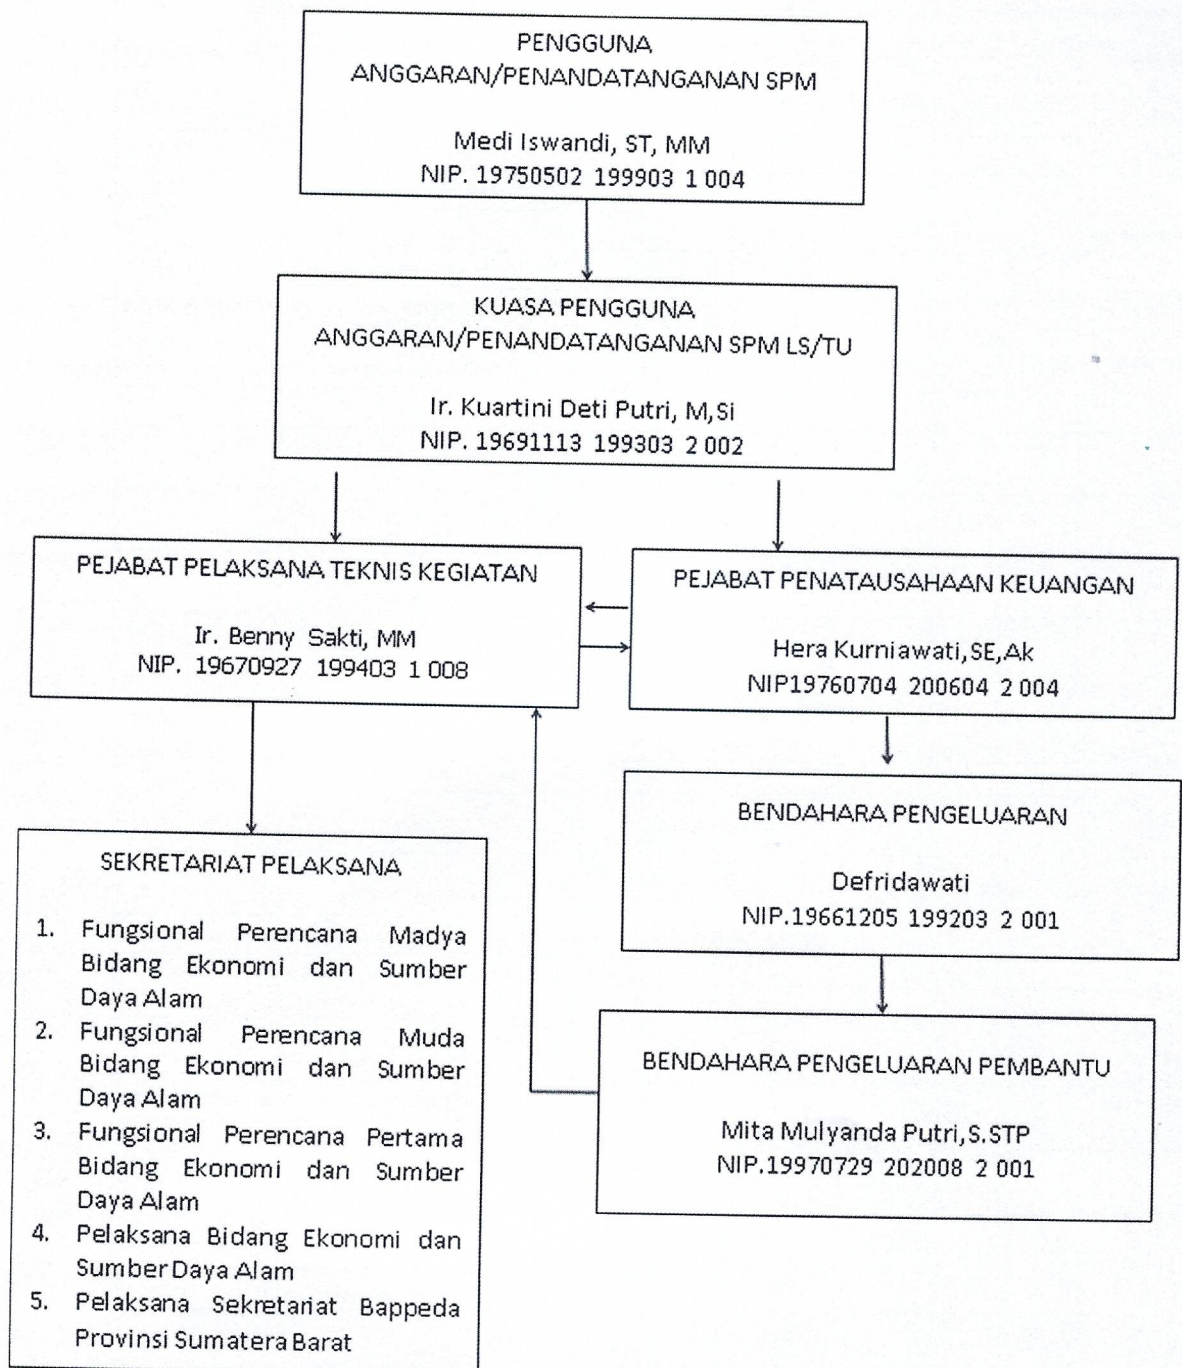 PENGGUNA
ANGGARAN/PENANDATANGANAN SPM
Medi Iswandi, ST, MM
NIP. 19750502 199903 1 004
KUASA PENGGUNA
ANGGARAN/PENANDATANGANAN SPM LS/TU
Ir. Kuartini Deti Putri, M,Si
NIP. 19691113 199303 2 002
PEJABAT PELAKSANA TEKNIS KEGIATAN
Ir. Benny Sakti, MM
NIP. 19670927 199403 1 008
PEJABAT PENATAUSAHAAN KEUANGAN
Hera Kurniawati,SE,Ak
NIP19760704 200604 2 004
BENDAHARA PENGELUARAN
Defridawati
NIP.19661205 199203 2 001
BENDAHARA PENGELUARAN PEMBANTU
Mita Mulyanda Putri,S.STP
NIP.19970729 202008 2 001
SEKRETARIAT PELAKSANA
1. Fungsional Perencana Madya
Bidang Ekonomi dan Sumber
Daya Alam
2. Fungsional Perencana Muda
Bidang Ekonomi dan Sumber
Daya Alam
3. Fungsional Perencana Pertama
Bidang Ekonomi dan Sumber
Daya Alam
4. Pelaksana Bidang Ekonomi dan
Sumber Daya Alam
5. Pelaksana Sekretariat Bappeda
Provinsi Sumatera Barat